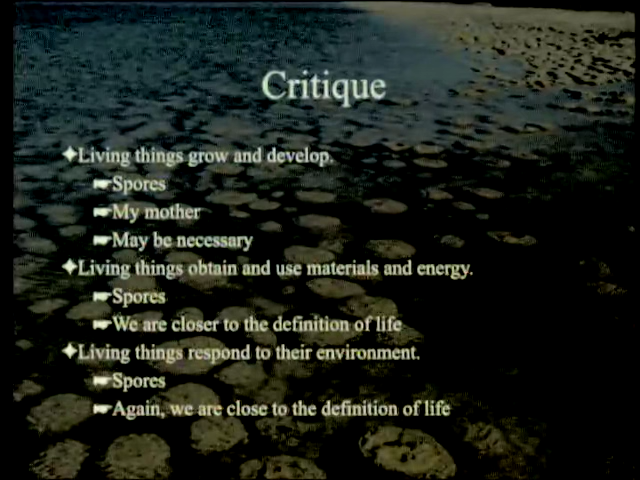 Critique
Living things grow and develop.
Spores
My mother
May be necessary
Living things obtain and use materials and energy.
Spores
We are closer to the definition of life
Living things respond to their environment.
Spores
Again, we are close to the definition of life